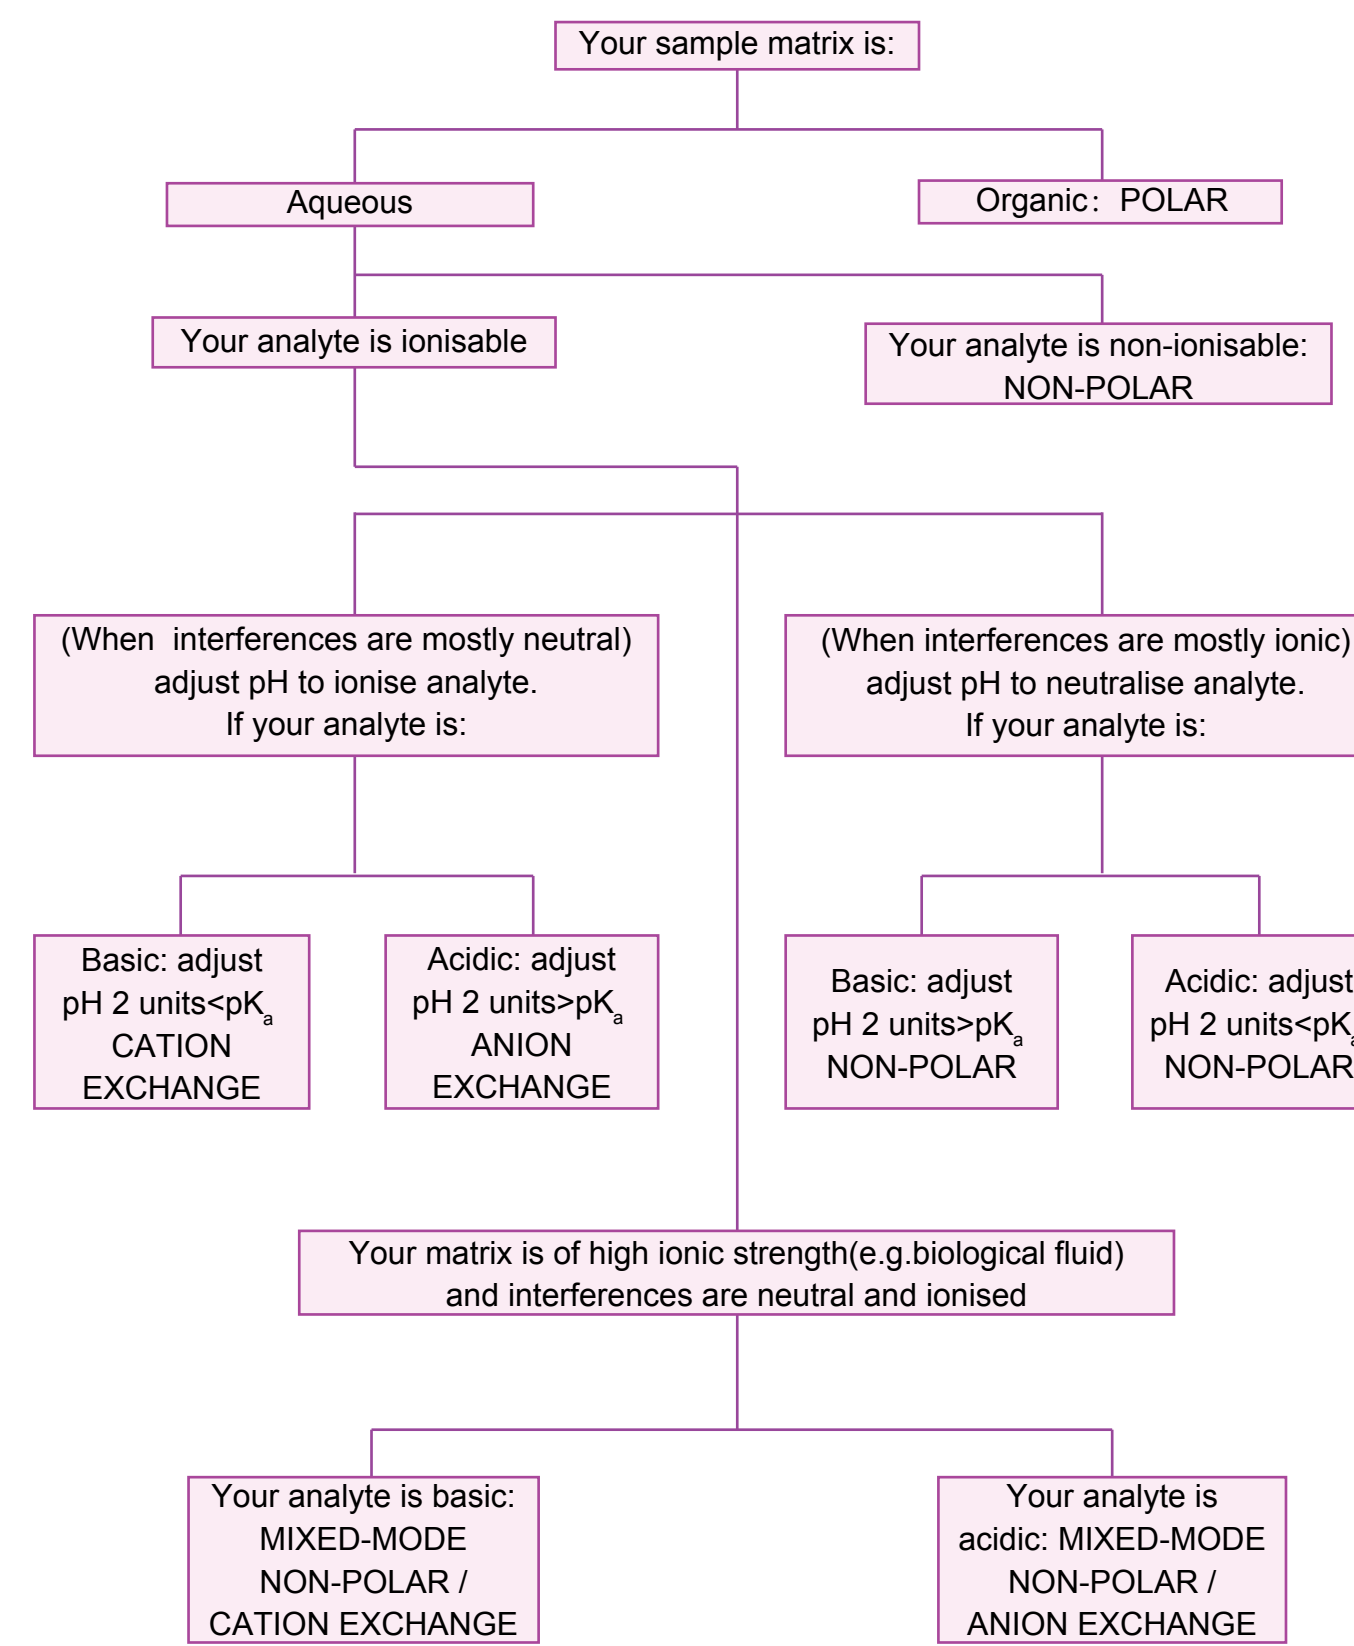 Your sample matrix is:
Aqueous
Organic: POLAR
Your analyte is ionisable
Your analyte is non-ionisable:
NON-POLAR
(When interferences are mostly neutral)
adjust pH to ionise analyte.
If your analyte is:
(When interferences are mostly ionic)
adjust pH to neutralise analyte.
If your analyte is:
Basic: adjust
pH 2 units<pKa
CATION
EXCHANGE
Acidic: adjust
pH 2 units>pKa
ANION
EXCHANGE
Basic: adjust
pH 2 units>pKa
NON-POLAR
Acidic: adjust
pH 2 units<pKa
NON-POLAR
Your matrix is of high ionic strength(e.g.biological fluid)
and interferences are neutral and ionised
Your analyte is basic:
MIXED-MODE
NON-POLAR /
CATION EXCHANGE
Your analyte is
acidic: MIXED-MODE
NON-POLAR /
ANION EXCHANGE